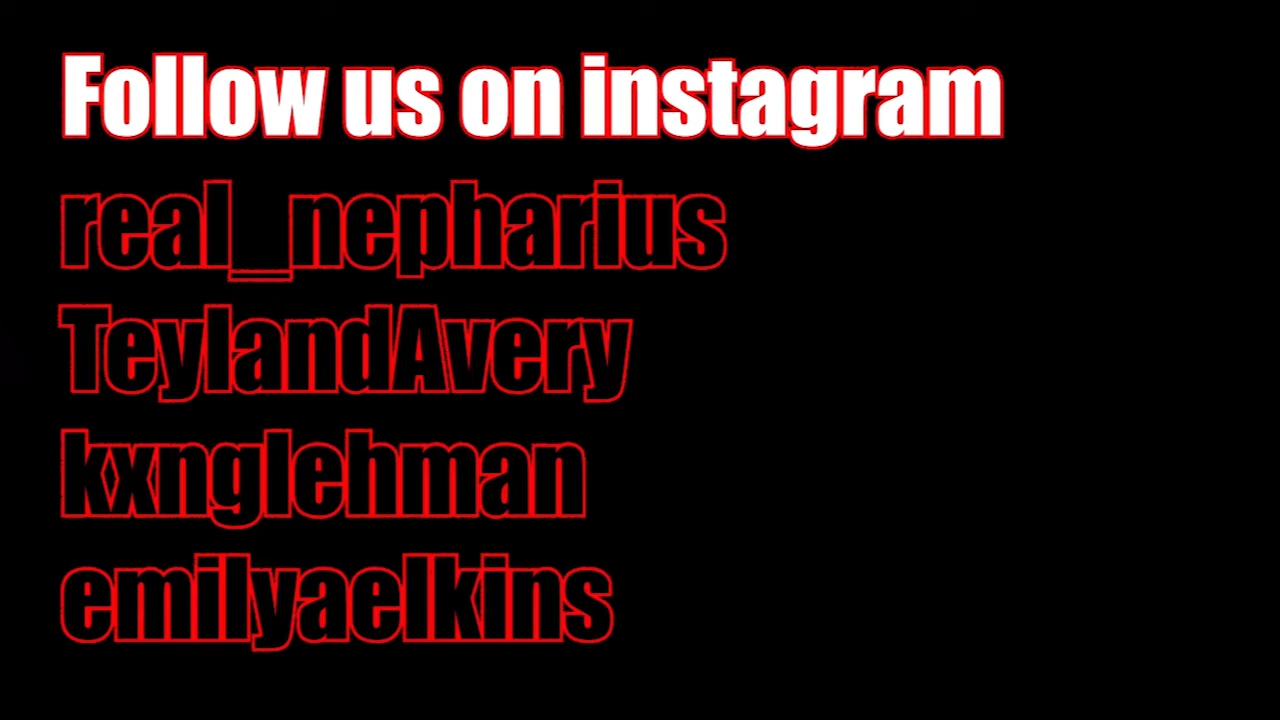 Follow us on instagram
real_nepharius
TeylandAvery
kxnglehman
emilyaelkins